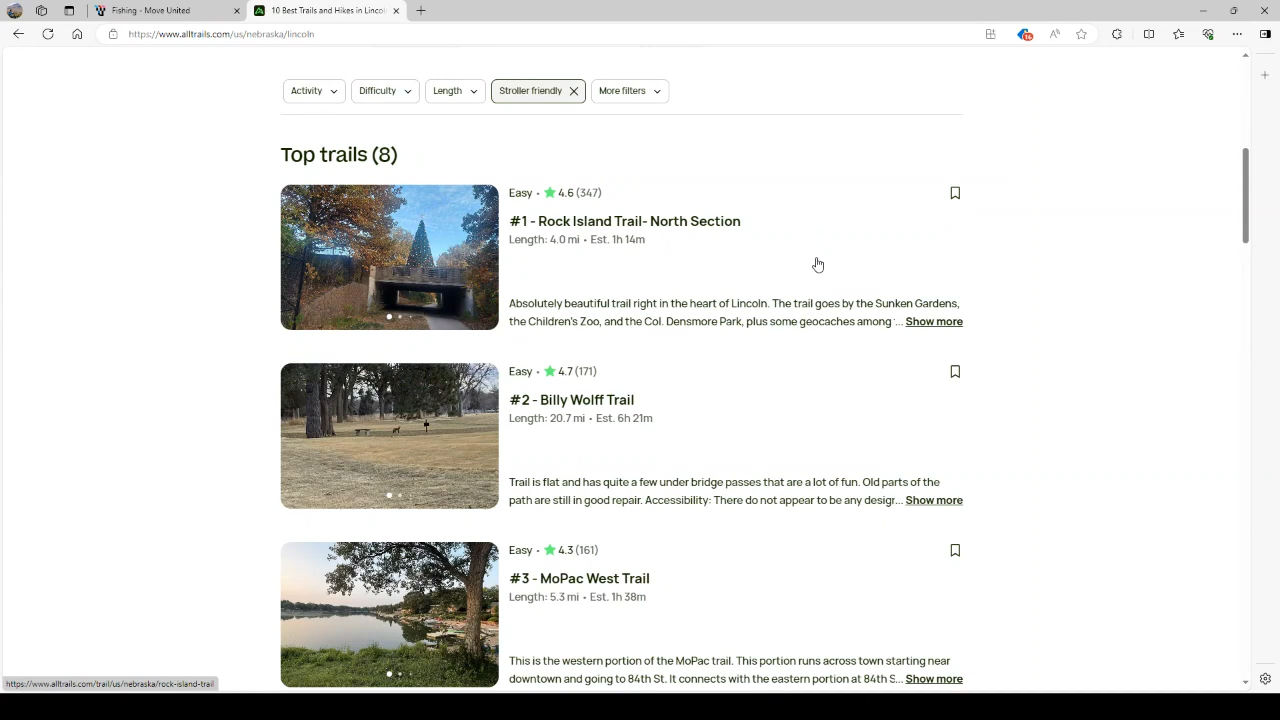 Fishing - Move United
10 Best Trails and Hikes in Lincol
https://www.alltrails.com/us/nebraska/lincoln
Activity
Difficulty
Length
Stroller friendly
More filters
Top trails (8)
Easy • 4.6 (347)
#1 - Rock Island Trail- North Section
Length: 4.0 mi • Est. 1h 14m
Absolutely beautiful trail right in the heart of Lincoln. The trail goes by the Sunken Gardens,
the Children's Zoo, and the Col. Densmore Park, plus some geocaches among '... Show more
Easy • 4.7 (171)
#2 - Billy Wolff Trail
Length: 20.7 mi • Est. 6h 21m
Trail is flat and has quite a few under bridge passes that are a lot of fun. Old parts of the
path are still in good repair. Accessibility: There do not appear to be any desigr... Show more
Easy • 4.3 (161)
#3 - MoPac West Trail
Length: 5.3 mi • Est. 1h 38m
This is the western portion of the MoPac trail. This portion runs across town starting near
downtown and going to 84th St. It connects with the eastern portion at 84th S... Show more
https://www.alltrails.com/trail/us/nebraska/rock-island-trail